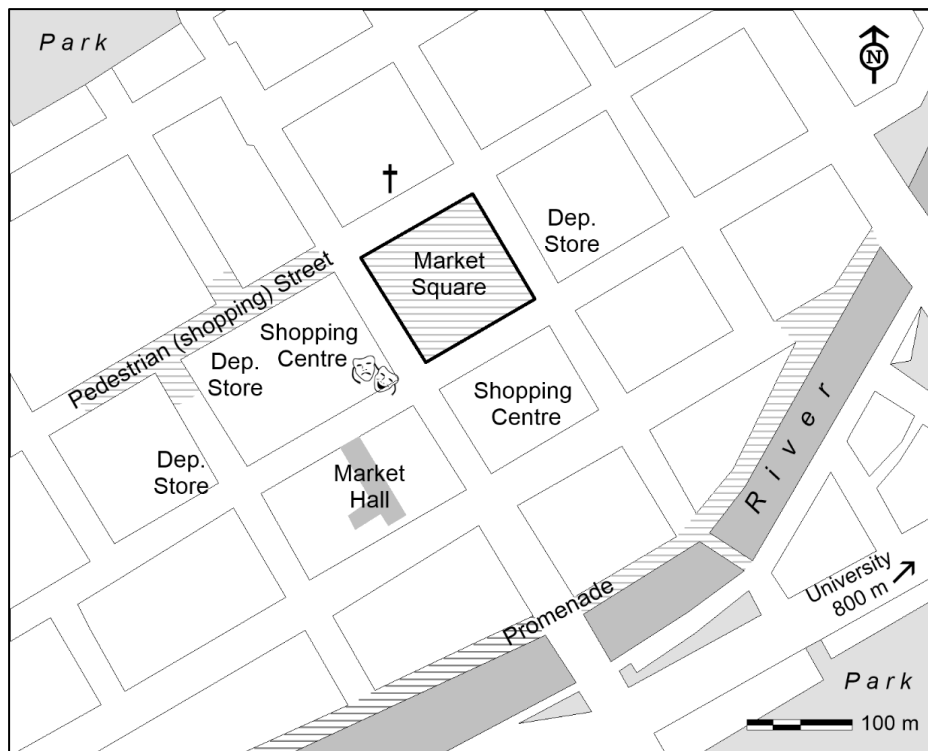 Park
N
Dep.
Store
Market
Square
Pedestrian (shopping) Street
Shopping
Centre
Dep.
Store
Shopping
Centre
Dep.
Store
Market
Hall
River
University
800 m
Promenade
Park
100 m